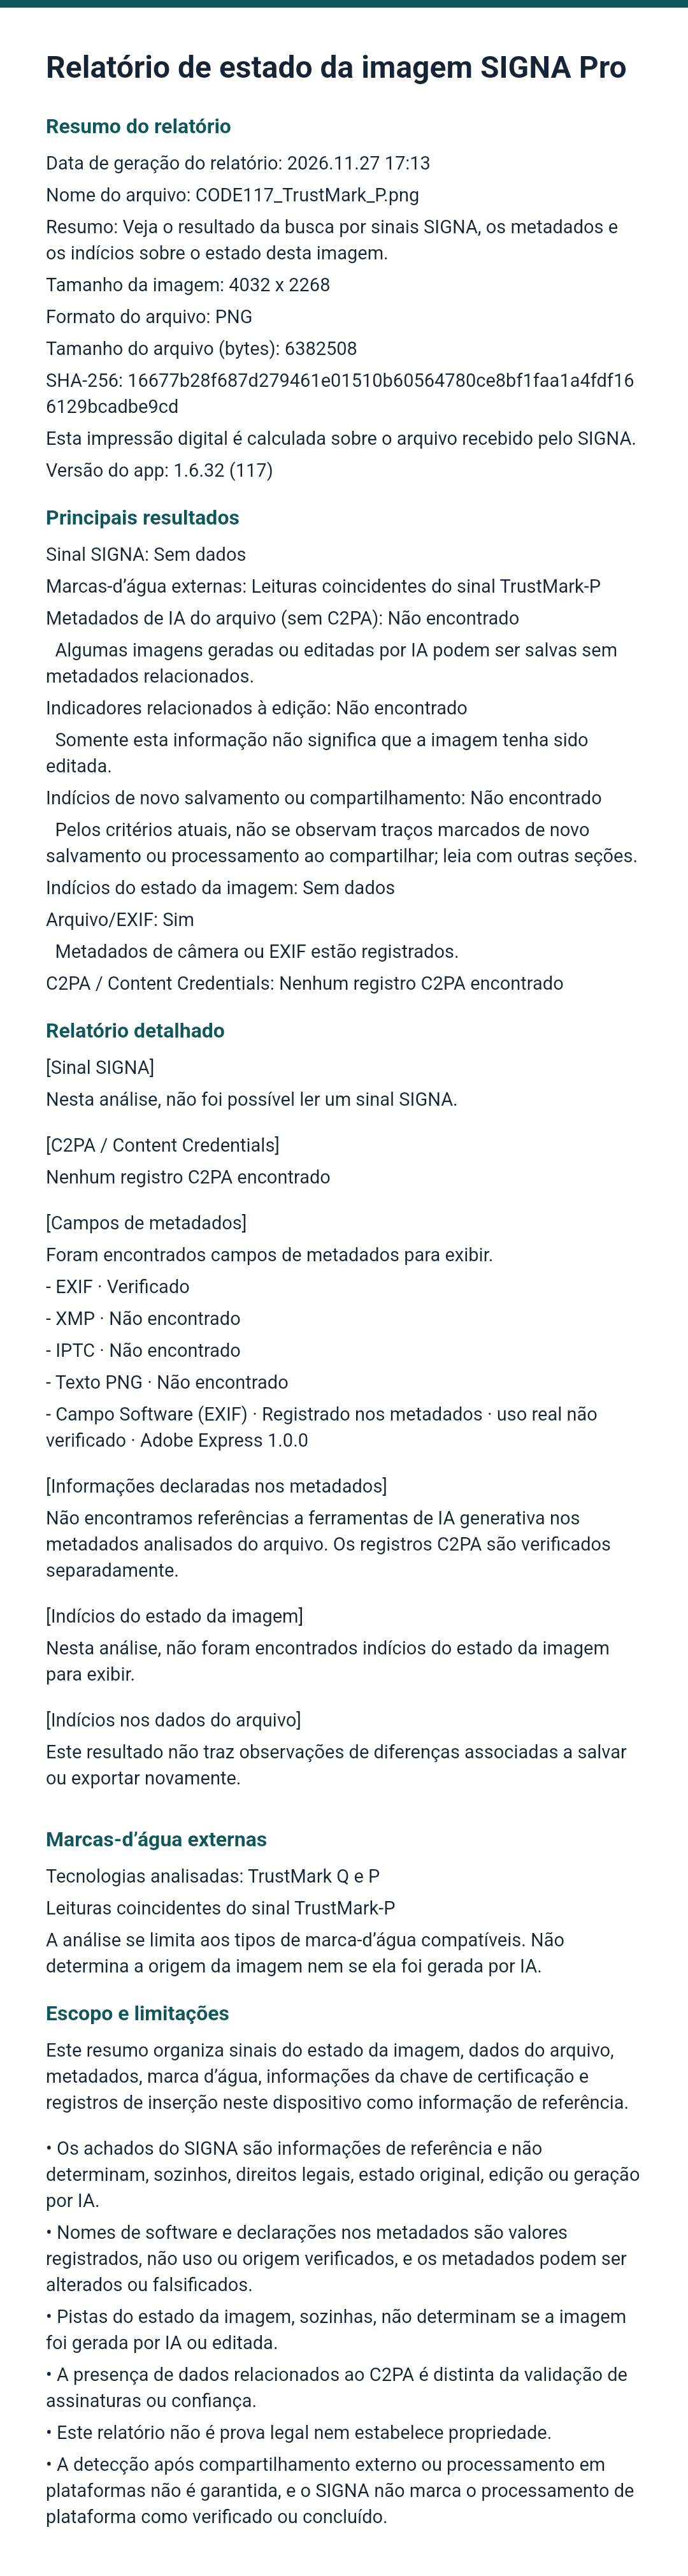 Relatório de estado da imagem SIGNA Pro
Resumo do relatório
Data de geração do relatório: 2026.11.27 17:13
Nome do arquivo: CODE117_TrustMark_P.png
Resumo: Veja o resultado da busca por sinais SIGNA, os metadados e
os indícios sobre o estado desta imagem.
Tamanho da imagem: 4032 x 2268
Formato do arquivo: PNG
Tamanho do arquivo (bytes): 6382508
SHA-256: 16677b28f687d279461e01510b60564780ce8bf1faa1a4fdf16
6129bcadbe9cd
Esta impressão digital é calculada sobre o arquivo recebido pelo SIGNA.
Versão do app: 1.6.32 (117)
Principais resultados
Sinal SIGNA: Sem dados
Marcas-d’água externas: Leituras coincidentes do sinal TrustMark-P
Metadados de IA do arquivo (sem C2PA): Não encontrado
Algumas imagens geradas ou editadas por IA podem ser salvas sem
metadados relacionados.
Indicadores relacionados à edição: Não encontrado
Somente esta informação não significa que a imagem tenha sido
editada.
Indícios de novo salvamento ou compartilhamento: Não encontrado
Pelos critérios atuais, não se observam traços marcados de novo
salvamento ou processamento ao compartilhar; leia com outras seções.
Indícios do estado da imagem: Sem dados
Arquivo/EXIF: Sim
Metadados de câmera ou EXIF estão registrados.
C2PA / Content Credentials: Nenhum registro C2PA encontrado
Relatório detalhado
[Sinal SIGNA]
Nesta análise, não foi possível ler um sinal SIGNA.
[C2PA / Content Credentials]
Nenhum registro C2PA encontrado
[Campos de metadados]
Foram encontrados campos de metadados para exibir.
- EXIF · Verificado
- XMP · Não encontrado
- IPTC · Não encontrado
- Texto PNG · Não encontrado
- Campo Software (EXIF) · Registrado nos metadados · uso real não
verificado · Adobe Express 1.0.0
[Informações declaradas nos metadados]
Não encontramos referências a ferramentas de IA generativa nos
metadados analisados do arquivo. Os registros C2PA são verificados
separadamente.
[Indícios do estado da imagem]
Nesta análise, não foram encontrados indícios do estado da imagem
para exibir.
[Indícios nos dados do arquivo]
Este resultado não traz observações de diferenças associadas a salvar
ou exportar novamente.
Marcas-d’água externas
Tecnologias analisadas: TrustMark Q e P
Leituras coincidentes do sinal TrustMark-P
A análise se limita aos tipos de marca-d’água compatíveis. Não
determina a origem da imagem nem se ela foi gerada por IA.
Escopo e limitações
Este resumo organiza sinais do estado da imagem, dados do arquivo,
metadados, marca d’água, informações da chave de certificação e
registros de inserção neste dispositivo como informação de referência.
• Os achados do SIGNA são informações de referência e não
determinam, sozinhos, direitos legais, estado original, edição ou geração
por IA.
• Nomes de software e declarações nos metadados são valores
registrados, não uso ou origem verificados, e os metadados podem ser
alterados ou falsificados.
• Pistas do estado da imagem, sozinhas, não determinam se a imagem
foi gerada por IA ou editada.
• A presença de dados relacionados ao C2PA é distinta da validação de
assinaturas ou confiança.
• Este relatório não é prova legal nem estabelece propriedade.
• A detecção após compartilhamento externo ou processamento em
plataformas não é garantida, e o SIGNA não marca o processamento de
plataforma como verificado ou concluído.